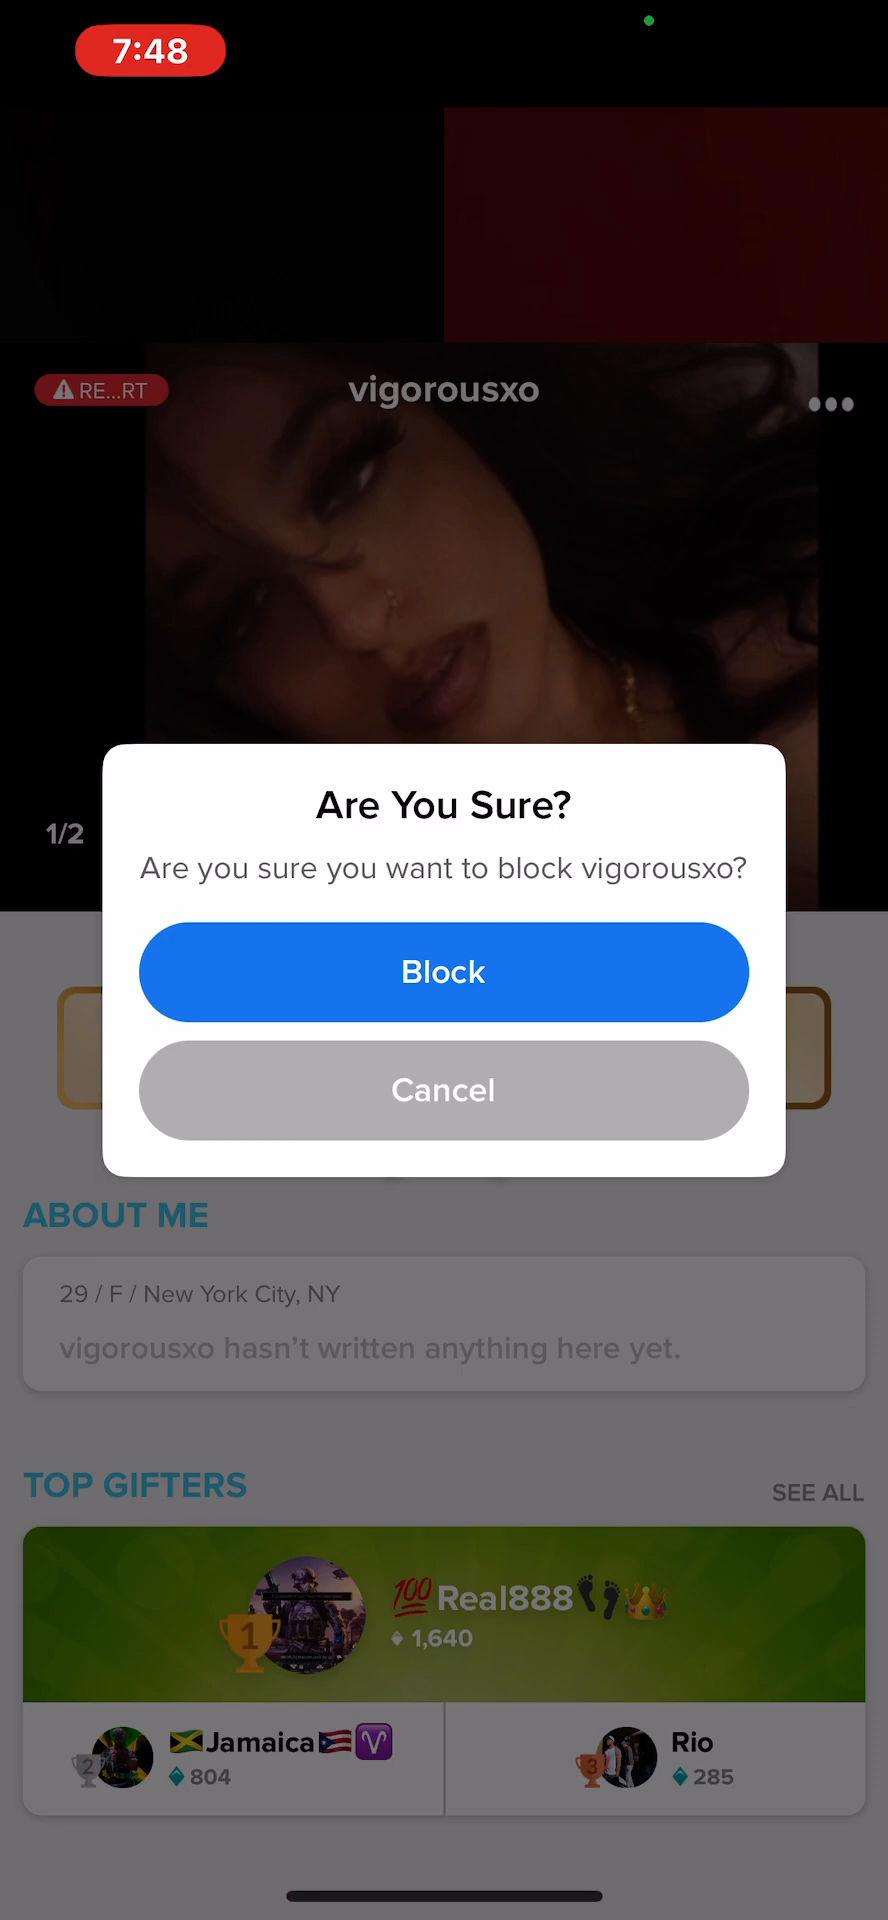 7:48
RE...RT
vigorousxo
1/2
Are You Sure?
Are you sure you want to block vigorousxo?
Block
Cancel
ABOUT ME
29 / F / New York City, NY
vigorousxo hasn't written anything here yet.
TOP GIFTERS
SEE ALL
1
💯Real888👣👑
1,640
2
🇯🇲Jamaica🇵🇷♈
804
3
Rio
285